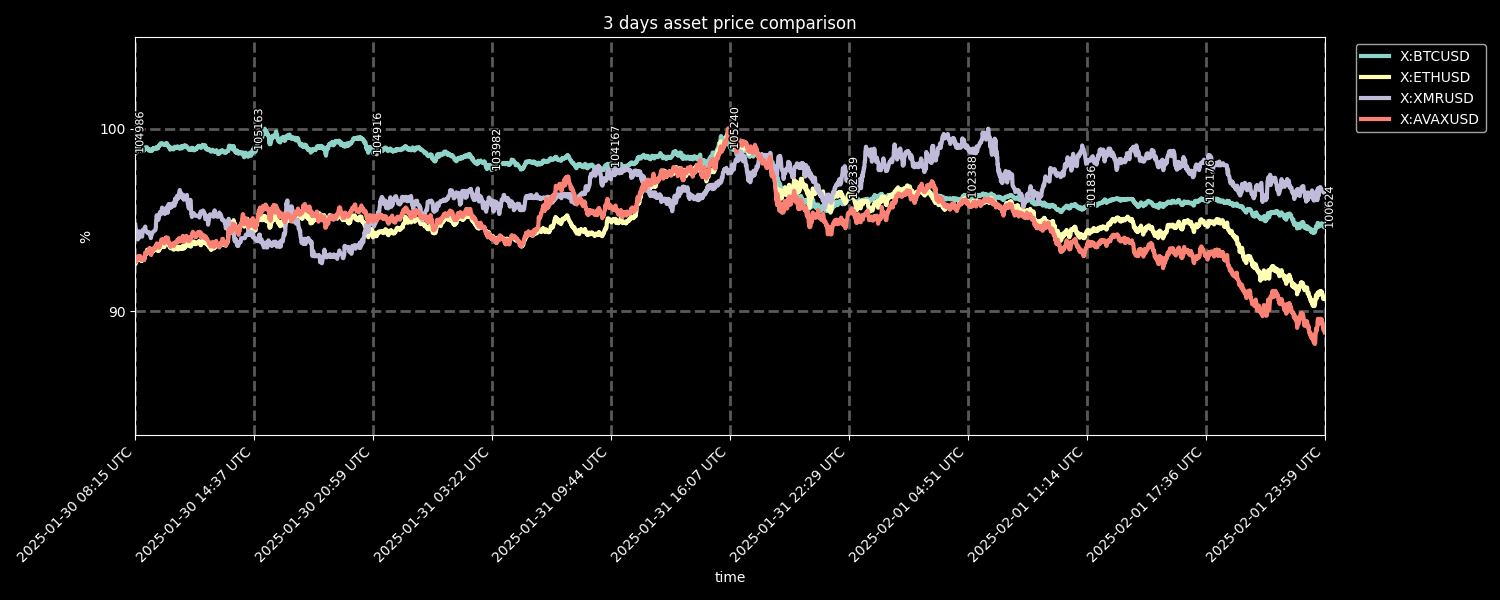 3 days asset price comparison
X:BTCUSD
X:ETHUSD
X:XMRUSD
X:AVAXUSD
100
90
%
104986
105163
104916
103982
104167
105240
102339
102388
101836
102176
100624
2025-01-30 08:15 UTC
2025-01-30 14:37 UTC
2025-01-30 20:59 UTC
2025-01-31 03:22 UTC
2025-01-31 09:44 UTC
2025-01-31 16:07 UTC
2025-01-31 22:29 UTC
2025-02-01 04:51 UTC
2025-02-01 11:14 UTC
2025-02-01 17:36 UTC
2025-02-01 23:59 UTC
time